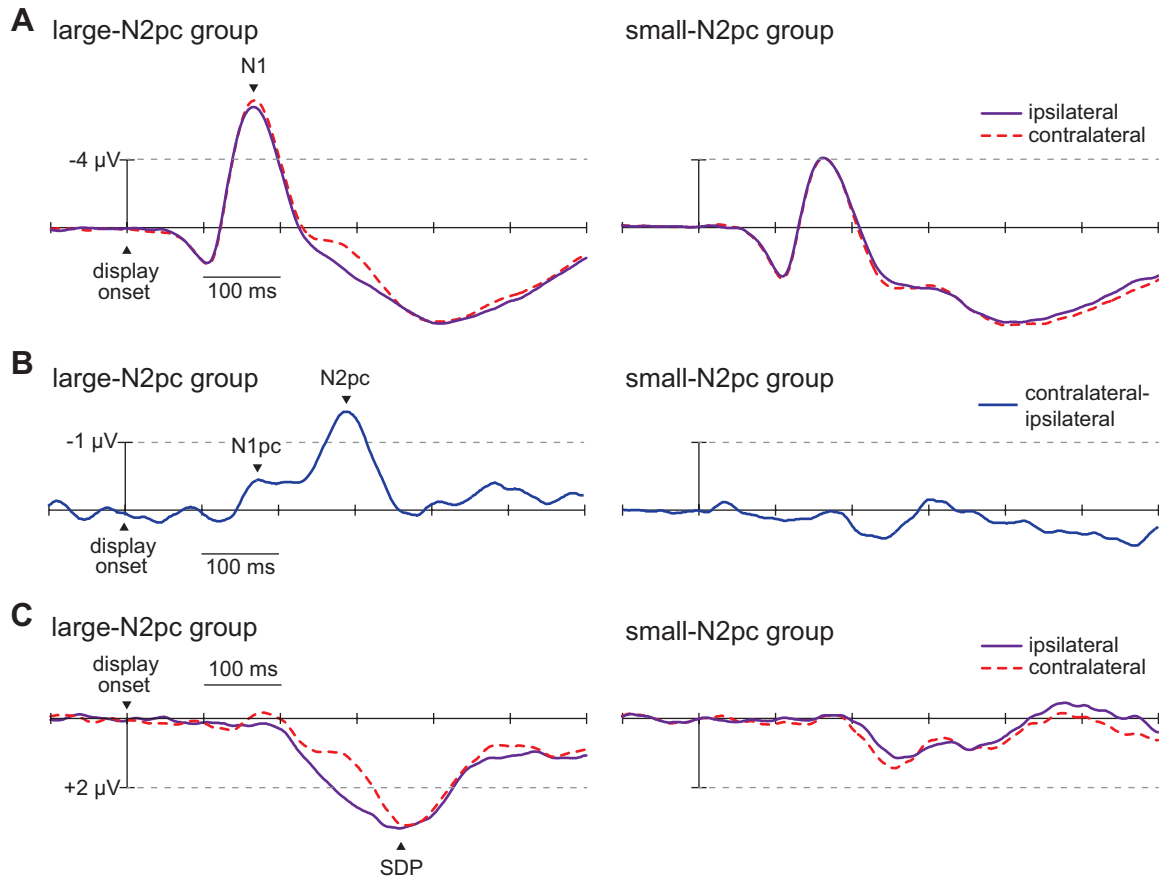 A
large-N2pc group
small-N2pc group
N1
ipsilateral
contralateral
-4 µV
display
onset
100 ms
B
large-N2pc group
small-N2pc group
N2pc
contralateral-
ipsilateral
-1 µV
N1pc
display
onset
100 ms
C
large-N2pc group
small-N2pc group
display
onset
100 ms
ipsilateral
contralateral
+2 µV
SDP